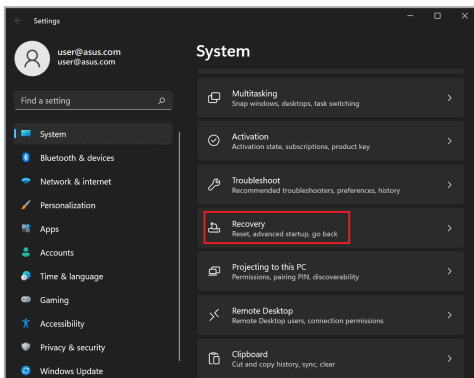 Settings
user@asus.com
user@asus.com
Find a setting
System
Bluetooth & devices
Network & internet
Personalization
Apps
Accounts
Time & language
Gaming
Accessibility
Privacy & security
Windows Update
System
Multitasking
Snap windows, desktops, task switching
Activation
Activation state, subscriptions, product key
Troubleshoot
Recommended troubleshooters, preferences, history
Recovery
Reset, advanced startup, go back
Projecting to this PC
Permissions, pairing PIN, discoverability
Remote Desktop
Remote Desktop users, connection permissions
Clipboard
Cut and copy history, sync, clear